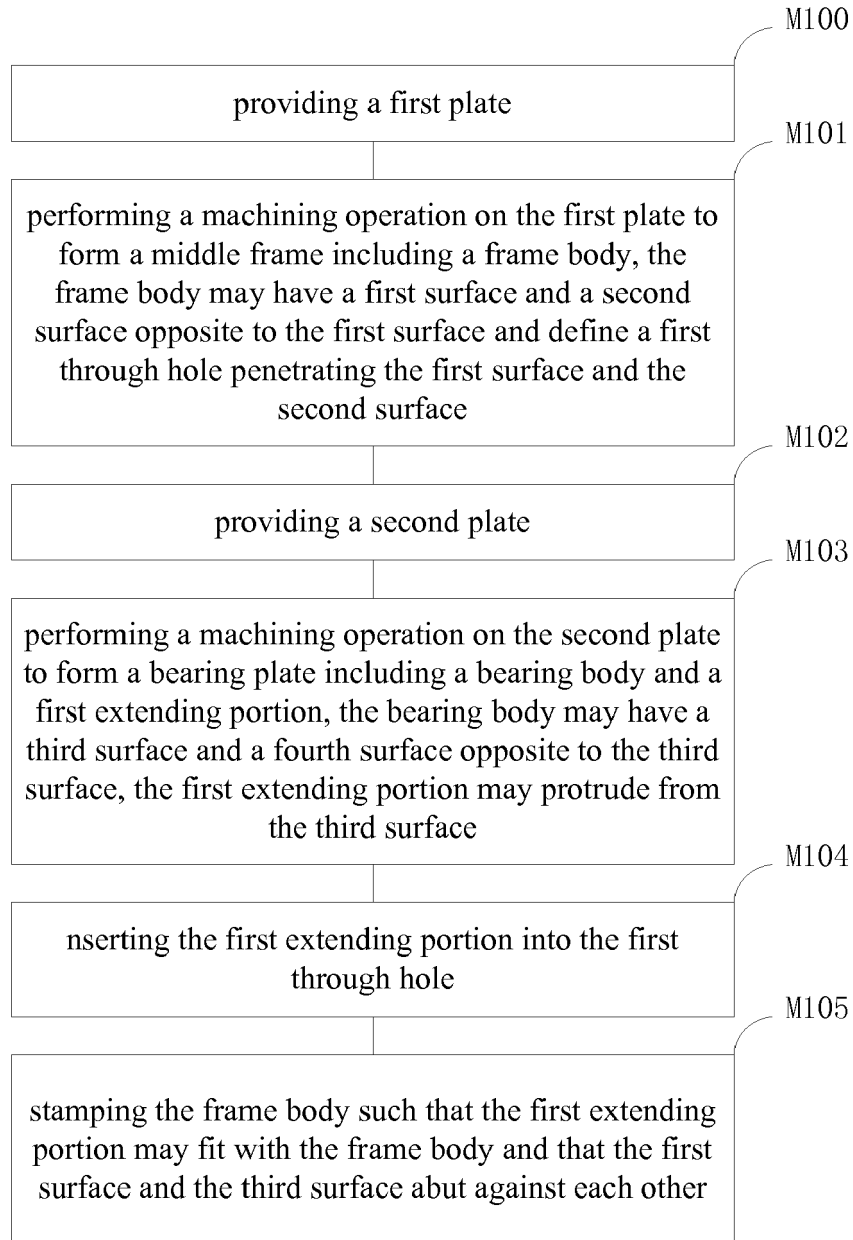 M100
providing a first plate
M101
performing a machining operation on the first plate to
form a middle frame including a frame body, the
frame body may have a first surface and a second
surface opposite to the first surface and define a first
through hole penetrating the first surface and the
second surface
M102
providing a second plate
M103
performing a machining operation on the second plate
to form a bearing plate including a bearing body and a
first extending portion, the bearing body may have a
third surface and a fourth surface opposite to the third
surface, the first extending portion may protrude from
the third surface
M104
nserting the first extending portion into the first
through hole
M105
stamping the frame body such that the first extending
portion may fit with the frame body and that the first
surface and the third surface abut against each other